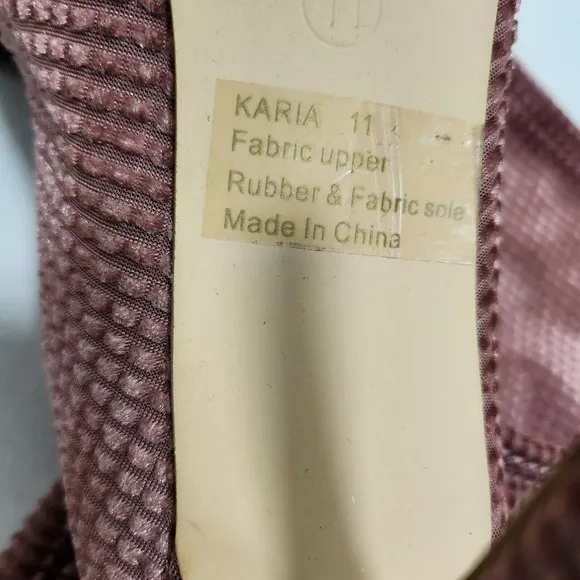 11
KARIA 11
Fabric upper
Rubber & Fabric sole
Made In China